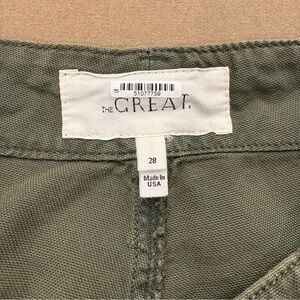 51077759
THE GREAT.
28
Made In
USA